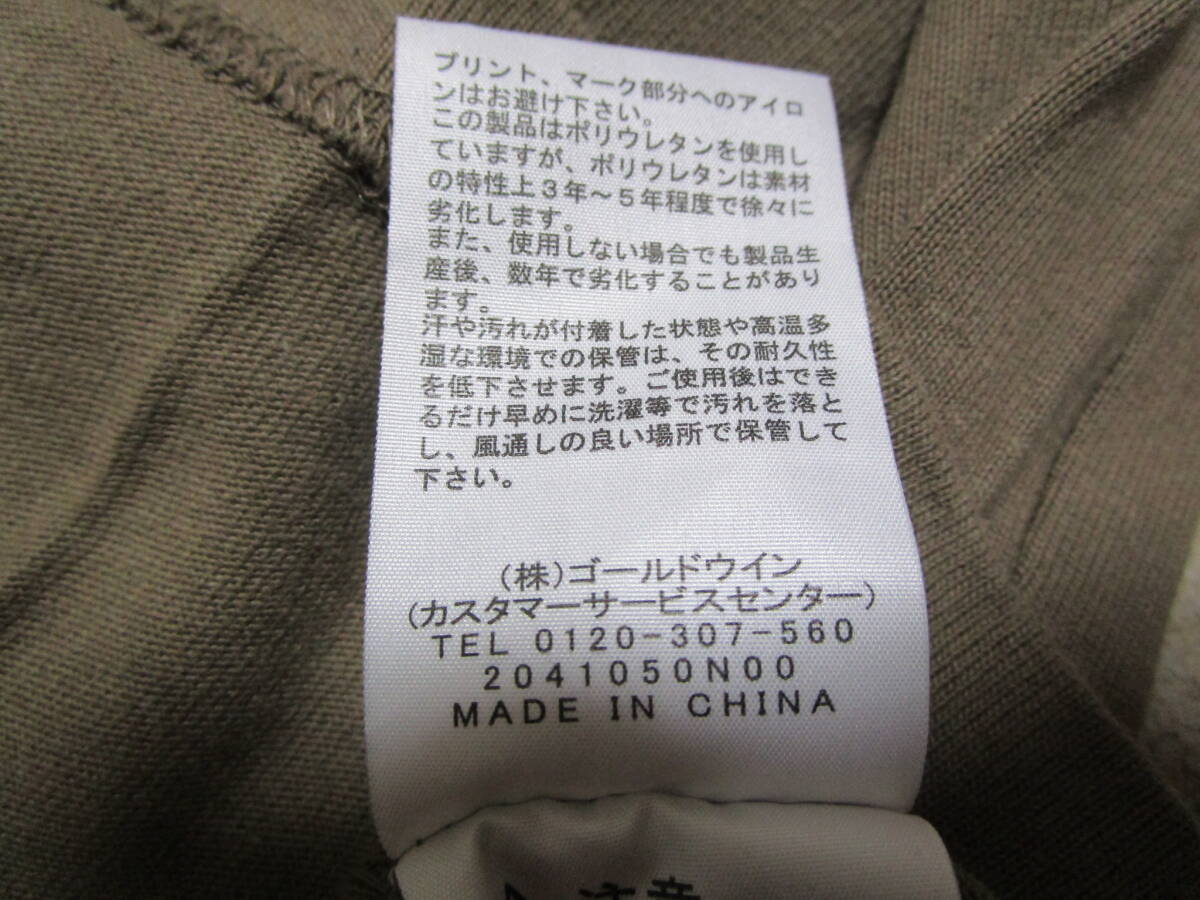 プリント、マーク部分へのアイロ
ンはお避け下さい。
この製品はポリウレタンを使用し
ていますが、ポリウレタンは素材
の特性上3年〜5年程度で徐々に
劣化します。
また、使用しない場合でも製品生
産後、数年で劣化することがあり
ます。
汗や汚れが付着した状態や高温多
湿な環境での保管は、その耐久性
を低下させます。ご使用後はでき
るだけ早めに洗濯等で汚れを落と
し、風通しの良い場所で保管して
下さい。
(株)ゴールドウイン
(カスタマーサービスセンター)
TEL 0120-307-560
2041050N00
MADE IN CHINA
注意